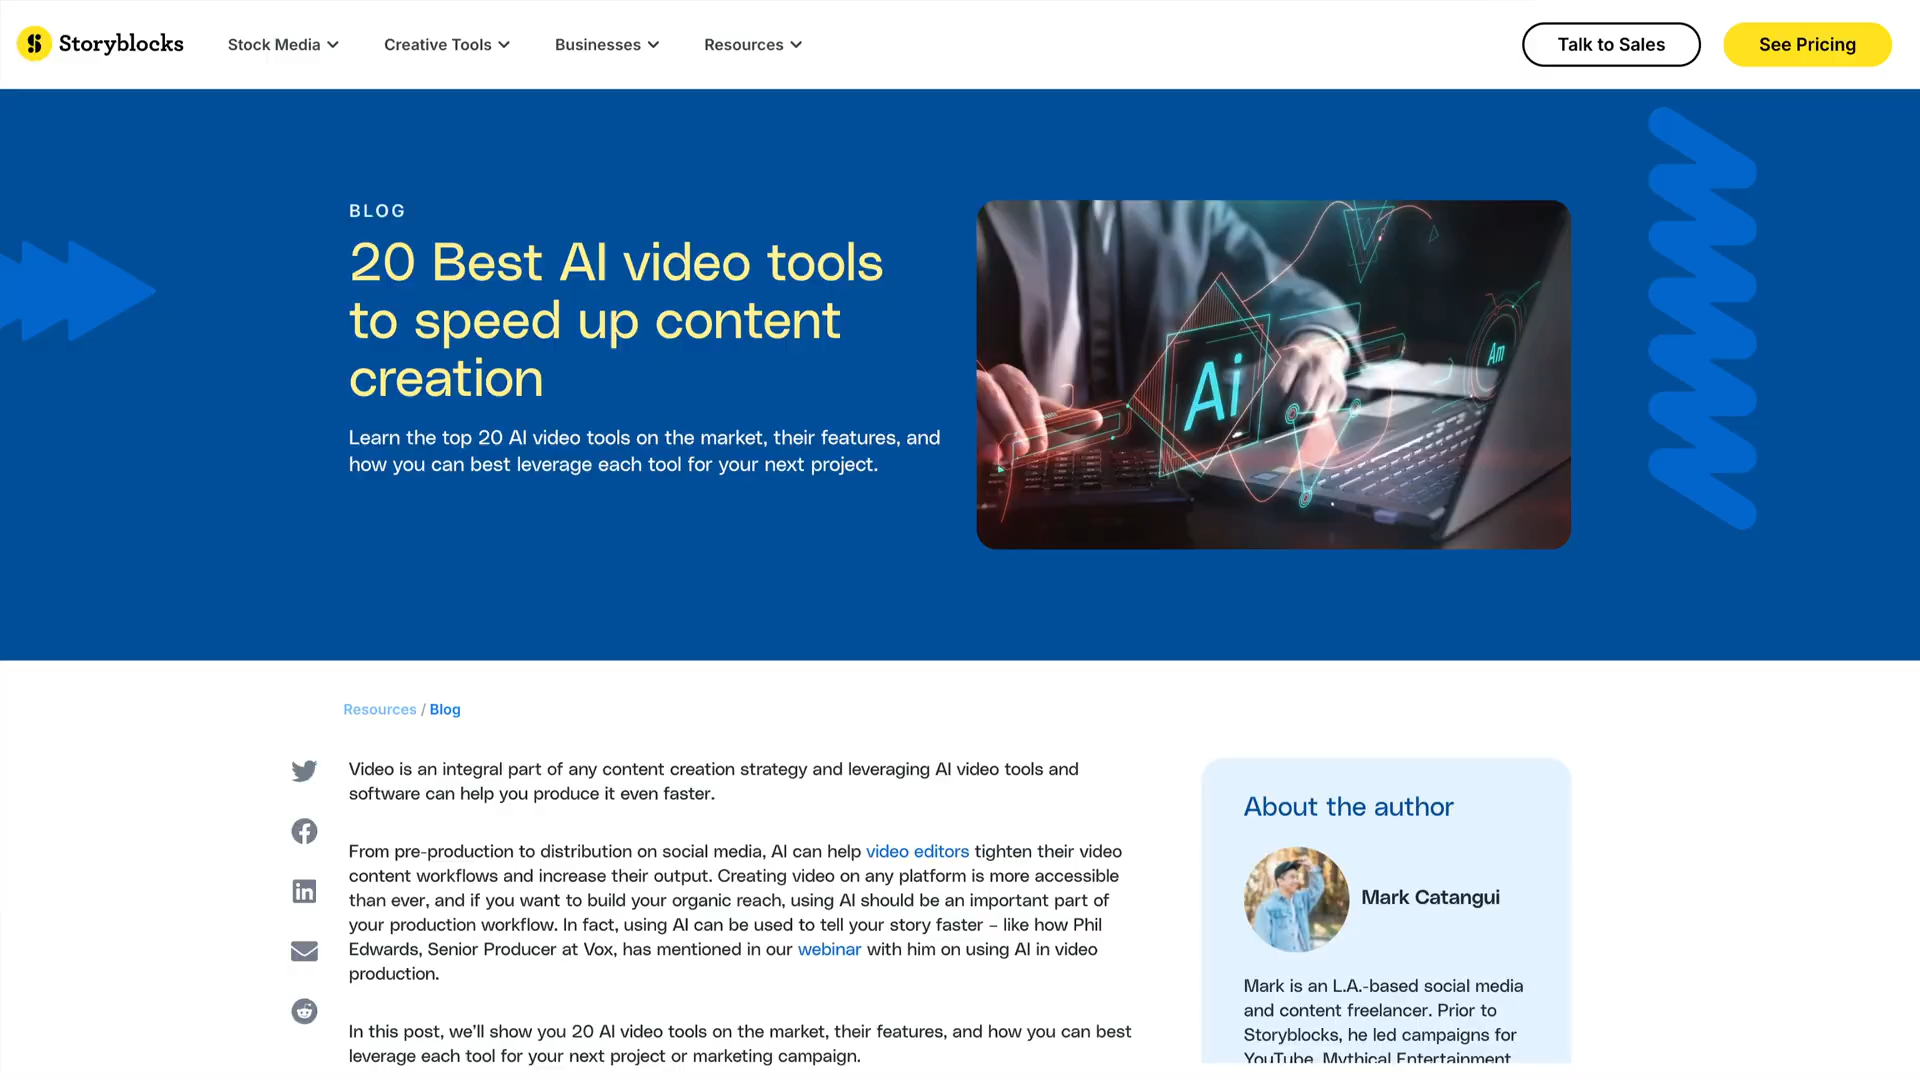 Storyblocks
Stock Media
Creative Tools
Businesses
Resources
Talk to Sales
See Pricing
BLOG
20 Best AI video tools
to speed up content
creation
Learn the top 20 AI video tools on the market, their features, and
how you can best leverage each tool for your next project.
Ai
Am
Resources / Blog
Video is an integral part of any content creation strategy and leveraging AI video tools and
software can help you produce it even faster.
From pre-production to distribution on social media, AI can help video editors tighten their video
content workflows and increase their output. Creating video on any platform is more accessible
than ever, and if you want to build your organic reach, using AI should be an important part of
your production workflow. In fact, using AI can be used to tell your story faster – like how Phil
Edwards, Senior Producer at Vox, has mentioned in our webinar with him on using AI in video
production.
In this post, we'll show you 20 AI video tools on the market, their features, and how you can best
leverage each tool for your next project or marketing campaign.
About the author
Mark Catangui
Mark is an L.A.-based social media
and content freelancer. Prior to
Storyblocks, he led campaigns for
YouTube, Mythical Entertainment